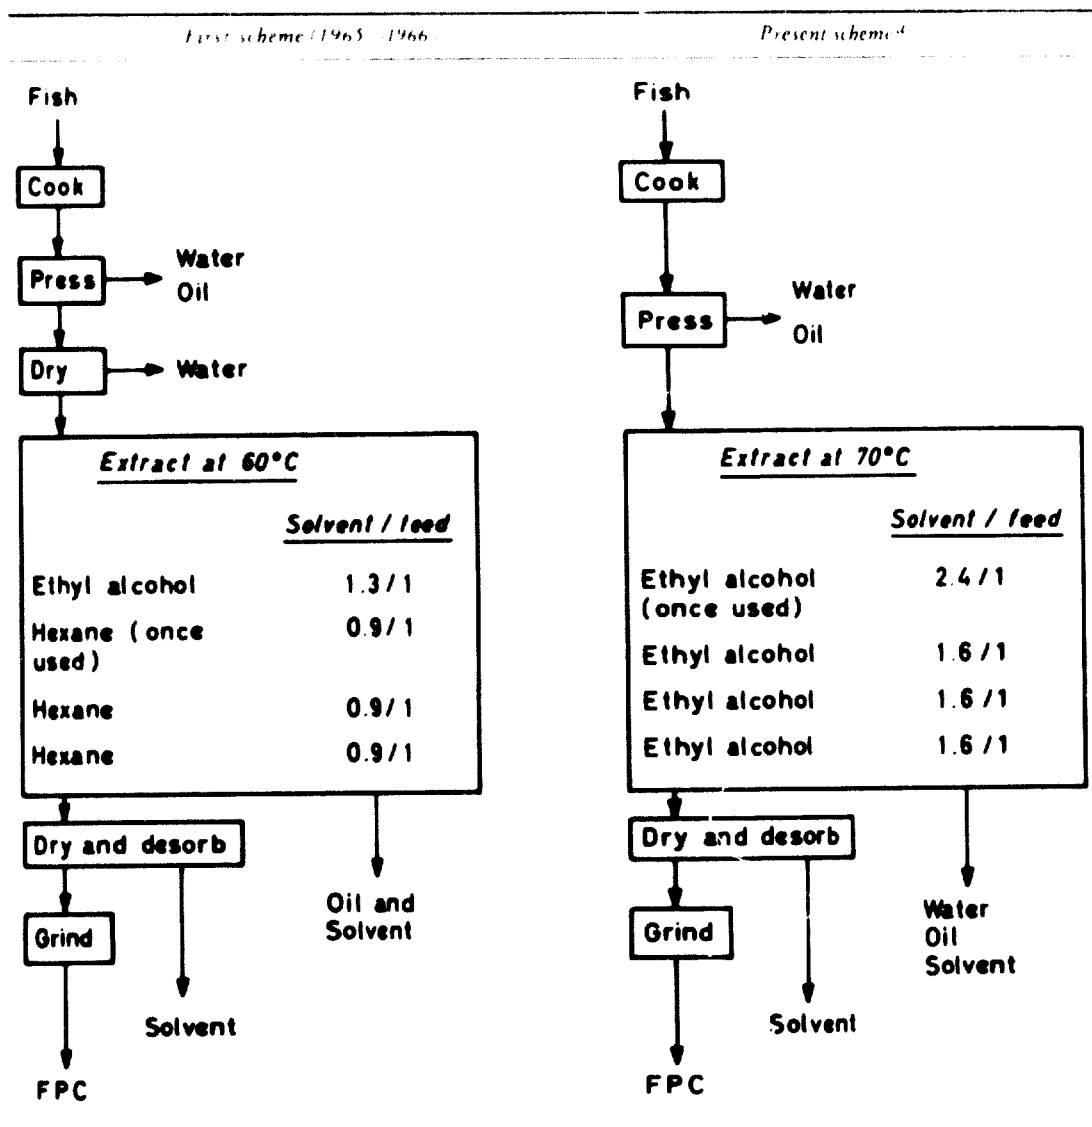 First scheme (1965 - 1966)
Fish
Cook
Press
Water
Oil
Dry
Water
Extract at 60°C
Solvent / feed
Ethyl alcohol 1.3/1
Hexane (once 0.9/1
used)
Hexane 0.9/1
Hexane 0.9/1
Dry and desorb
Oil and
Solvent
Grind
Solvent
FPC
Present scheme
Fish
Cook
Press
Water
Oil
Extract at 70°C
Solvent / feed
Ethyl alcohol 2.4/1
(once used)
Ethyl alcohol 1.6/1
Ethyl alcohol 1.6/1
Ethyl alcohol 1.6/1
Dry and desorb
Water
Oil
Solvent
Grind
Solvent
FPC